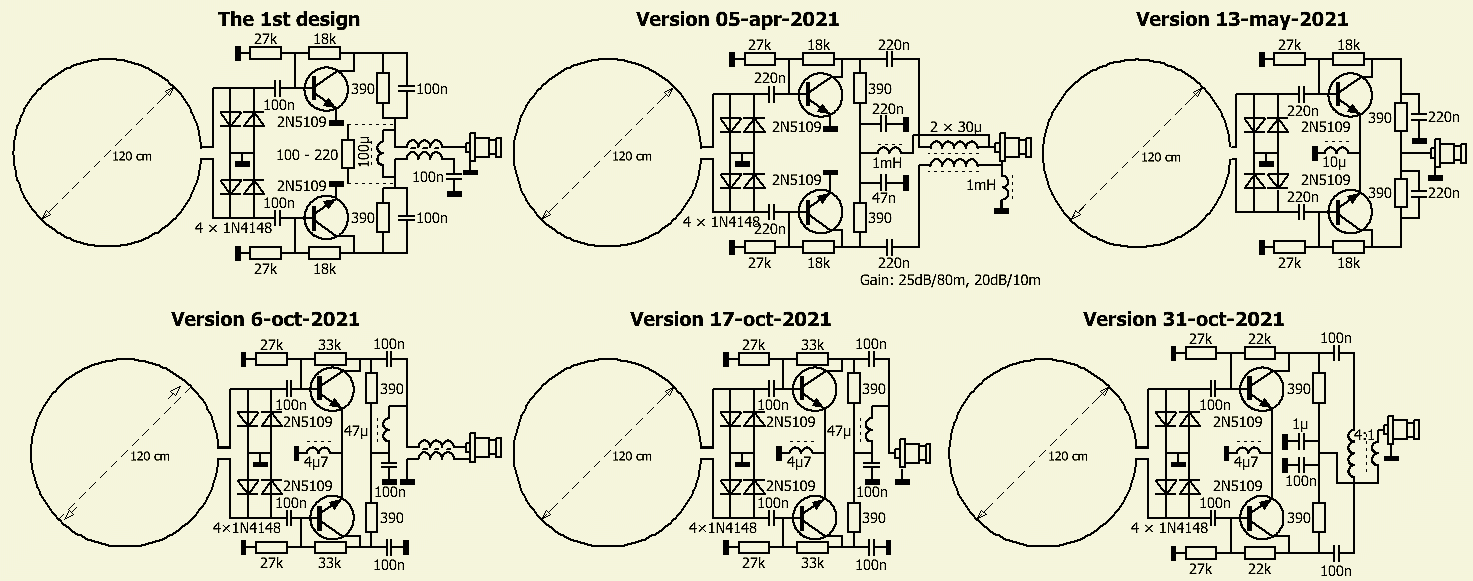 The 1st design
27k
18k
100n
390
100n
2N5109
120 cm
100 - 220
100µ
2N5109
100n
100n
390
100n
4 × 1N4148
27k
18k
Version 05-apr-2021
27k
18k
220n
220n
390
220n
2N5109
2 × 30µ
120 cm
1mH
2N5109
47n
1mH
4 × 1N4148
220n
390
27k
18k
220n
Gain: 25dB/80m, 20dB/10m
Version 13-may-2021
27k
18k
220n
390
220n
2N5109
120 cm
10µ
2N5109
220n
390
220n
27k
18k
Version 6-oct-2021
27k
33k
100n
100n
390
2N5109
47µ
120 cm
4µ7
2N5109
100n
100n
390
4×1N4148
27k
33k
100n
Version 17-oct-2021
27k
33k
100n
100n
390
2N5109
47µ
120 cm
4µ7
2N5109
100n
100n
390
4×1N4148
27k
33k
100n
Version 31-oct-2021
27k
22k
100n
100n
390
2N5109
1µ
4:1
120 cm
4µ7
100n
2N5109
100n
390
4 × 1N4148
27k
22k
100n